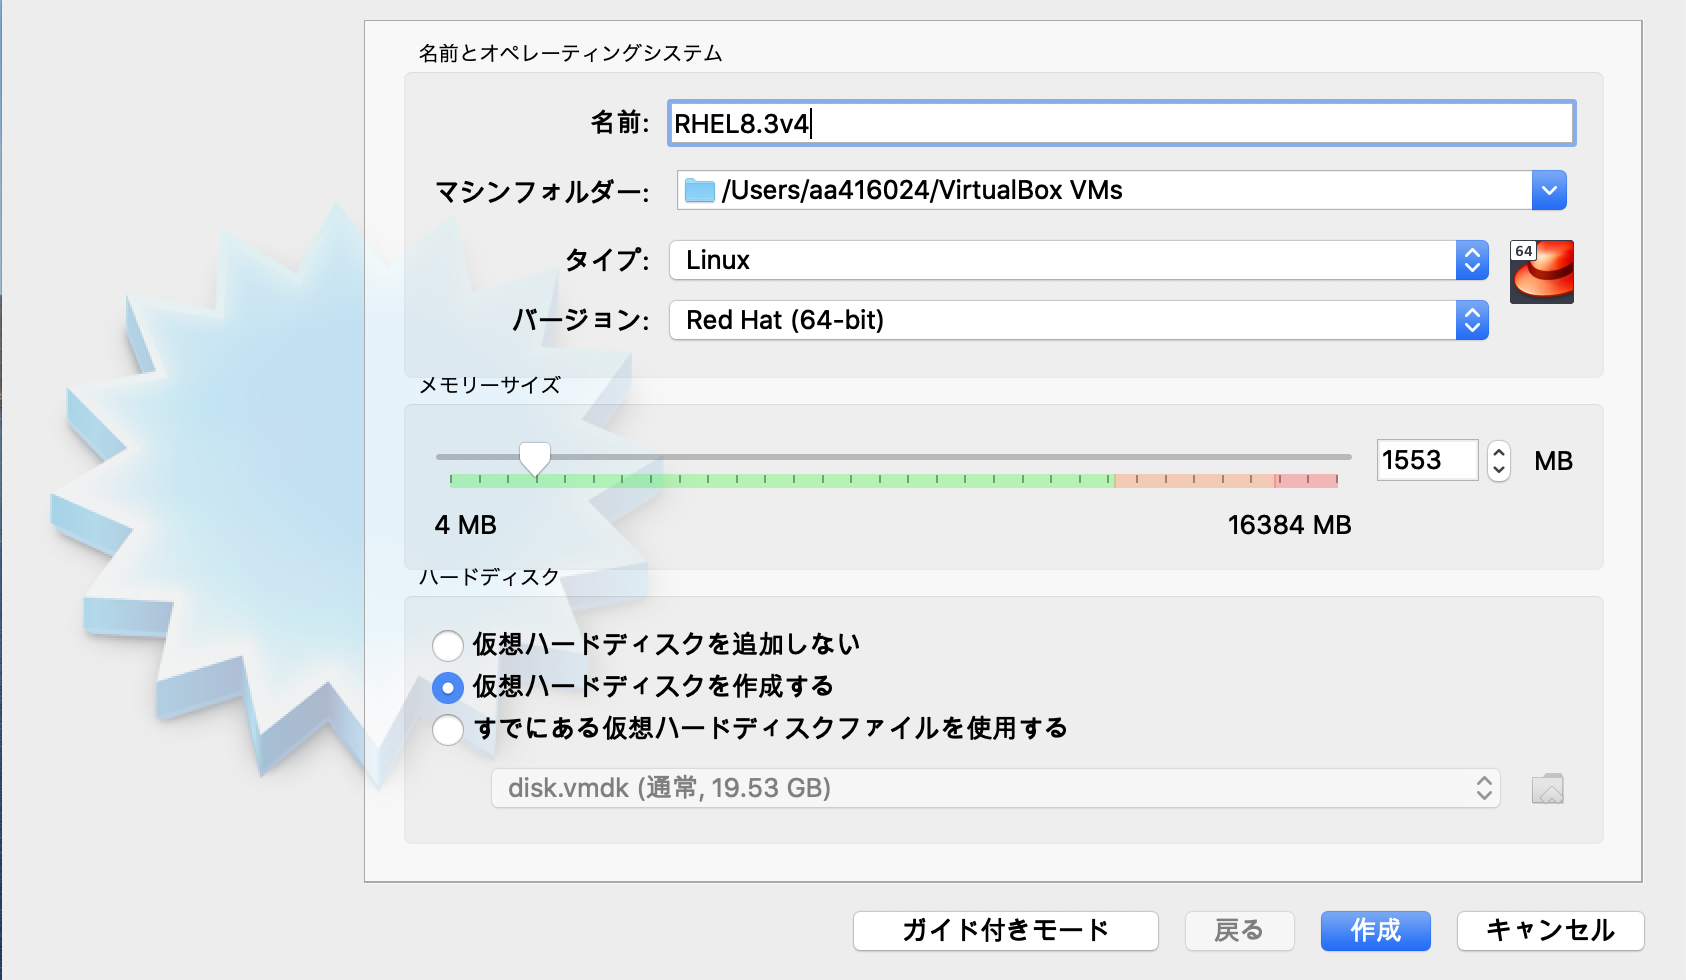 名前とオペレーティングシステム
名前: RHEL8.3v4
マシンフォルダー: /Users/aa416024/VirtualBox VMs
タイプ: Linux
64
バージョン: Red Hat (64-bit)
メモリーサイズ
1553 MB
4 MB 16384 MB
ハードディスク
仮想ハードディスクを追加しない
仮想ハードディスクを作成する
すでにある仮想ハードディスクファイルを使用する
disk.vmdk (通常, 19.53 GB)
ガイド付きモード 戻る 作成 キャンセル